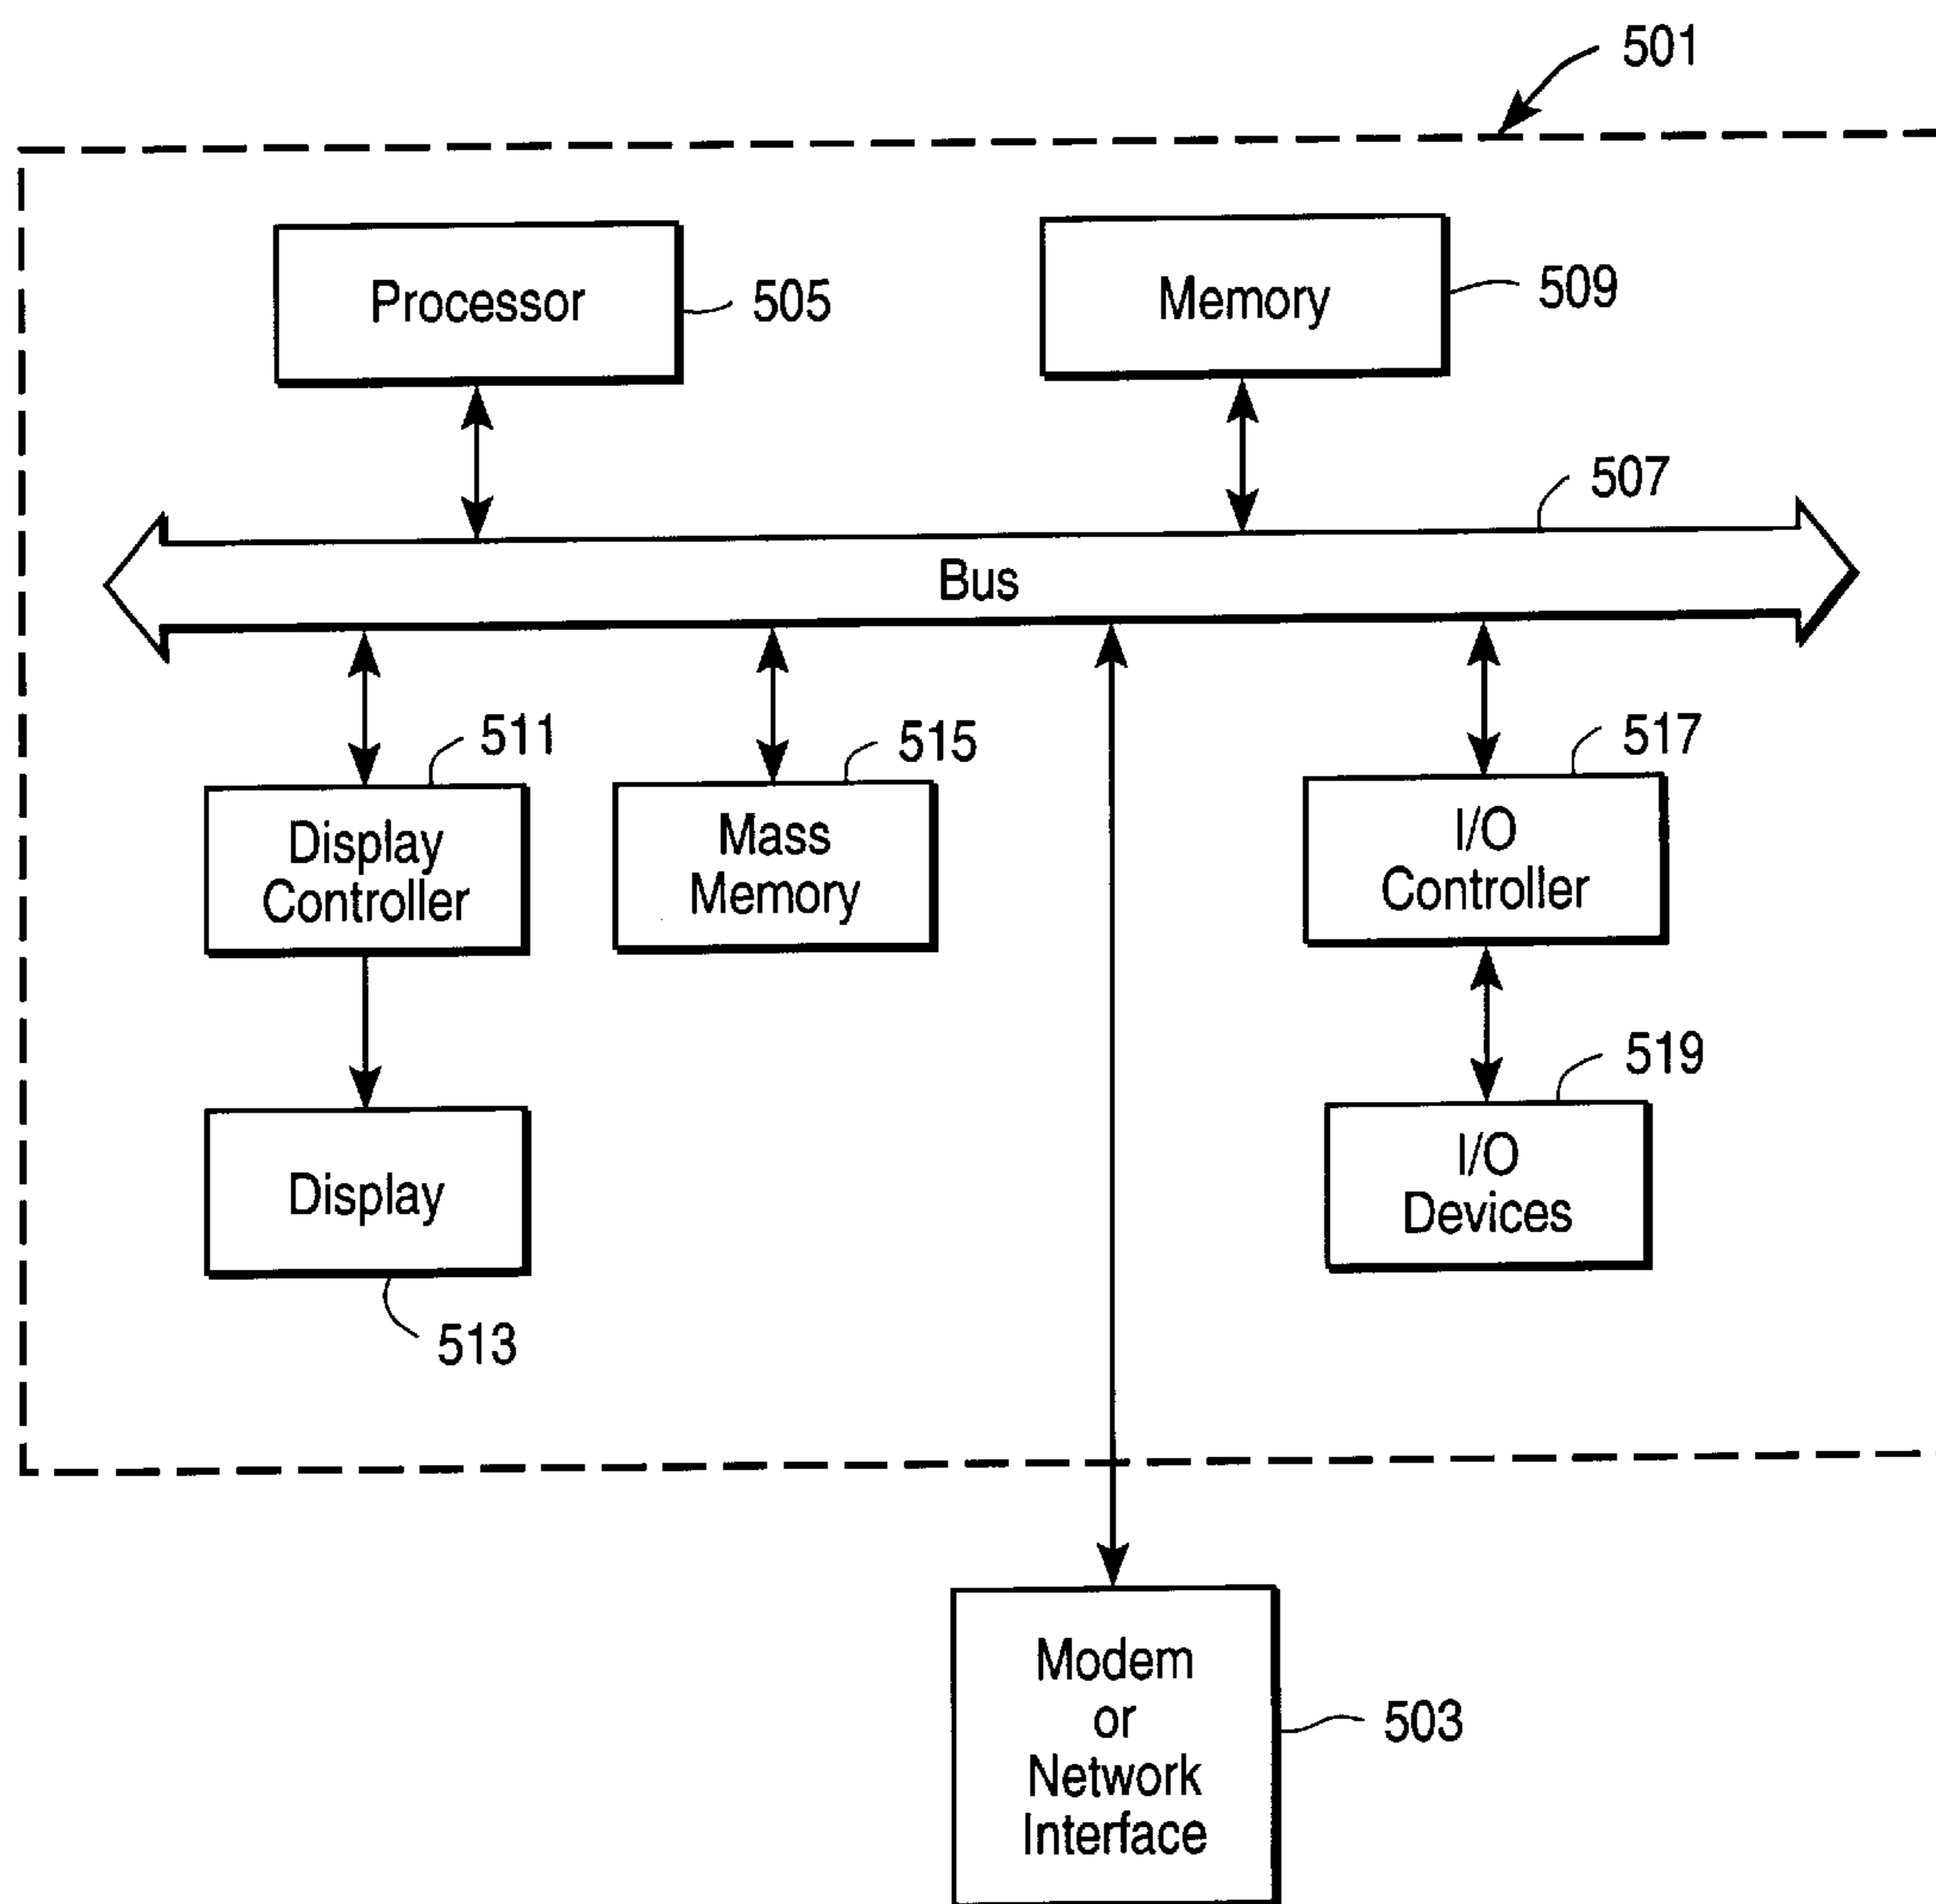 501
Processor
505
Memory
509
507
Bus
511
515
517
Display
Controller
Mass
Memory
I/O
Controller
519
Display
I/O
Devices
513
Modem
or
Network
Interface
503